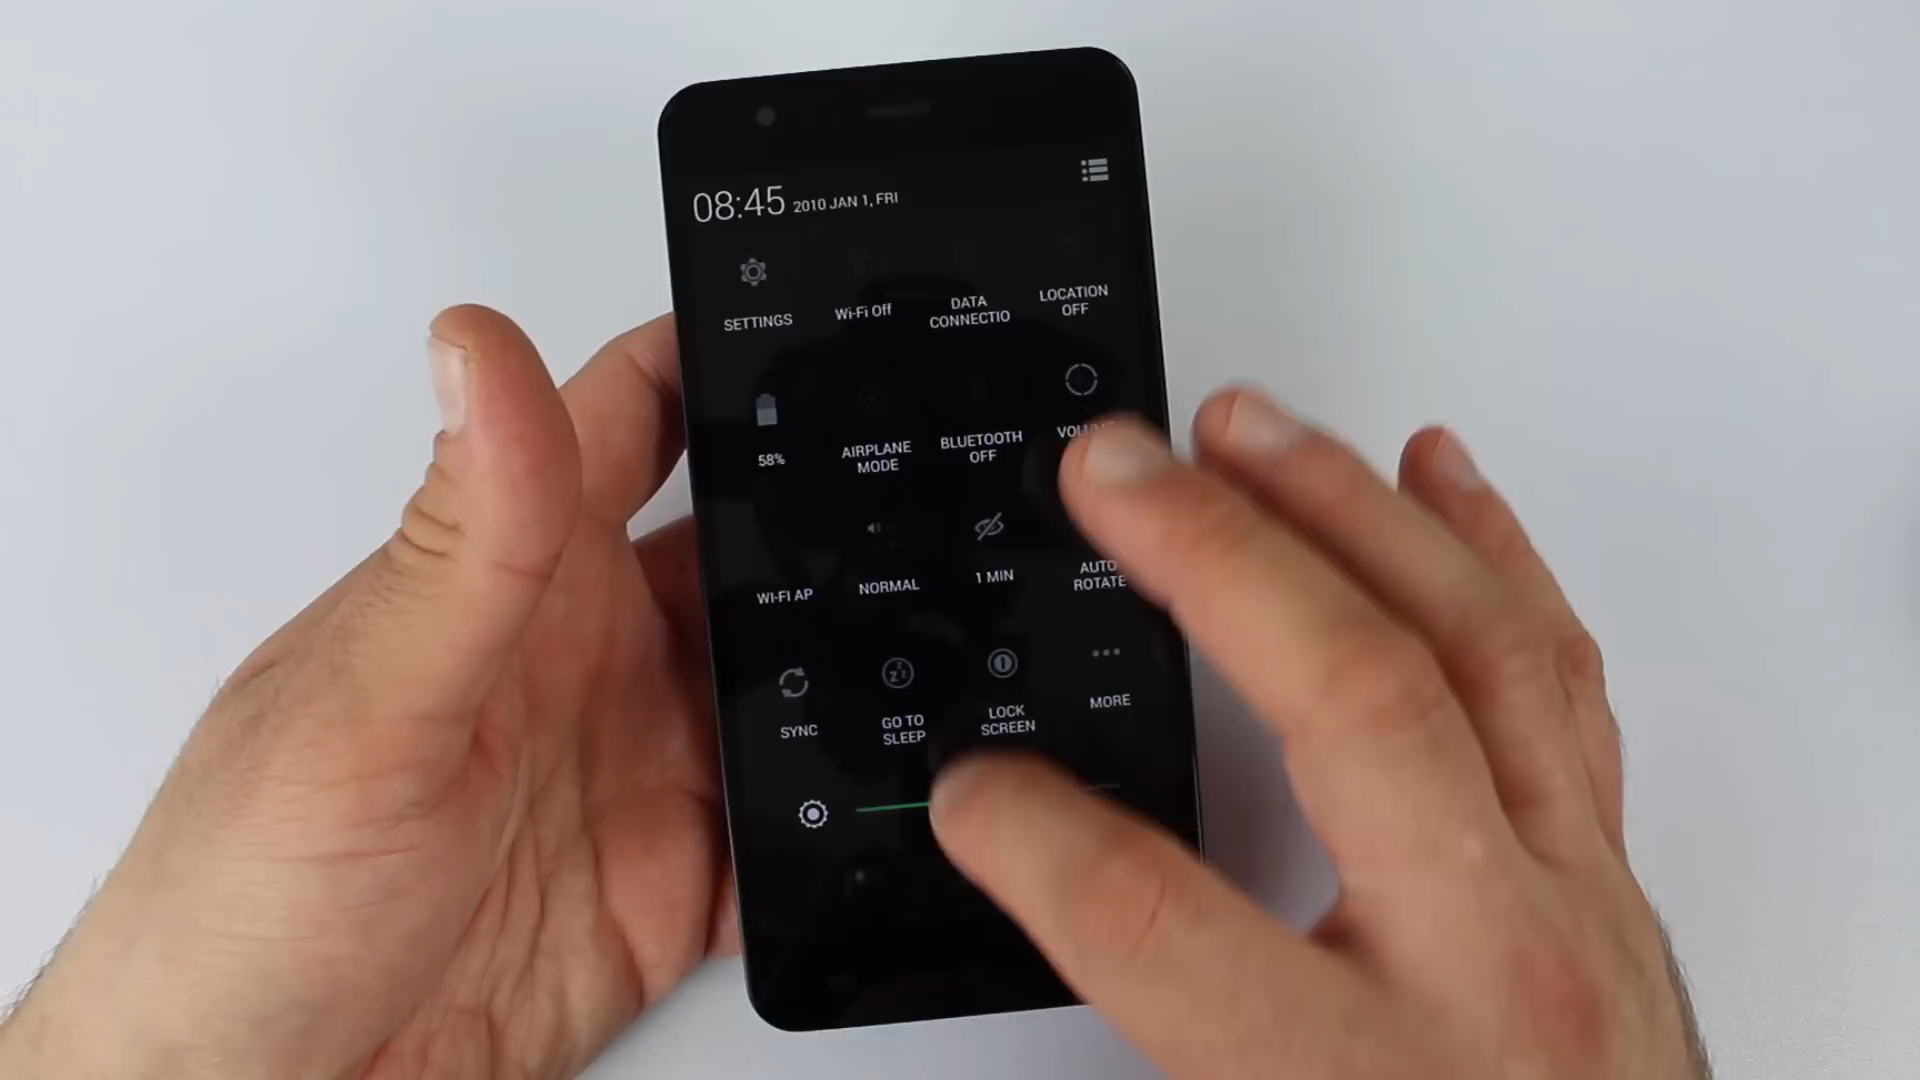 08:45 2010 JAN 1, FRI
SETTINGS
Wi-Fi Off
DATA
CONNECTIO
LOCATION
OFF
58%
AIRPLANE
MODE
BLUETOOTH
OFF
WI-FI AP
NORMAL
1 MIN
AUTO
ROTATE
SYNC
GO TO
SLEEP
LOCK
SCREEN
MORE